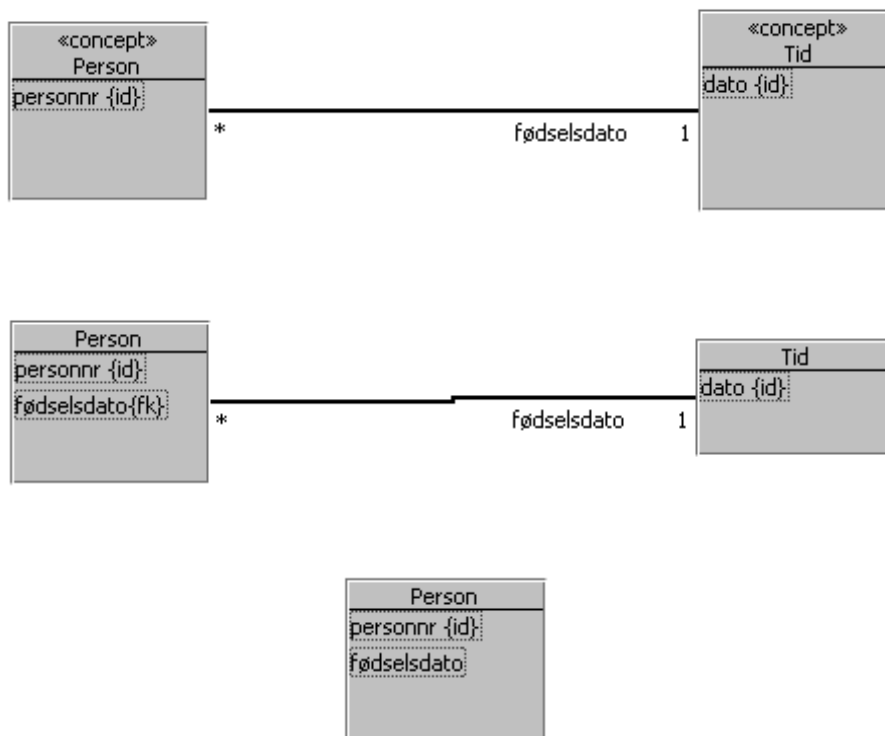 «concept»
Person
personnr {id}
«concept»
Tid
dato {id}
*
fødselsdato 1
Person
personnr {id}
fødselsdato{fk}
Tid
dato {id}
*
fødselsdato 1
Person
personnr {id}
fødselsdato